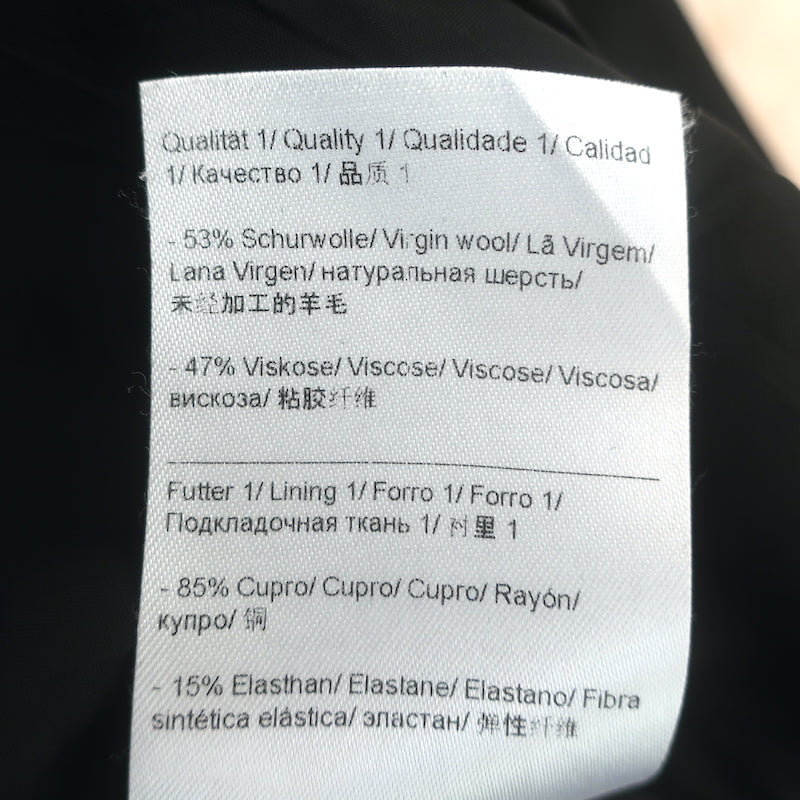 Qualität 1/ Quality 1/ Qualidade 1/ Calidad
1/ Качество 1/ 品质 1
- 53% Schurwolle/ Virgin wool/ Lã Virgem/
Lana Virgen/ натуральная шерсть/
未经加工的羊毛
- 47% Viskose/ Viscose/ Viscose/ Viscosa/
вискоза/ 粘胶纤维
Futter 1/ Lining 1/ Forro 1/ Forro 1/
Подкладочная ткань 1/ 衬里 1
- 85% Cupro/ Cupro/ Cupro/ Rayón/
купро/ 铜
- 15% Elasthan/ Elastane/ Elastano/ Fibra
sintética elástica/ эластан/ 弹性纤维